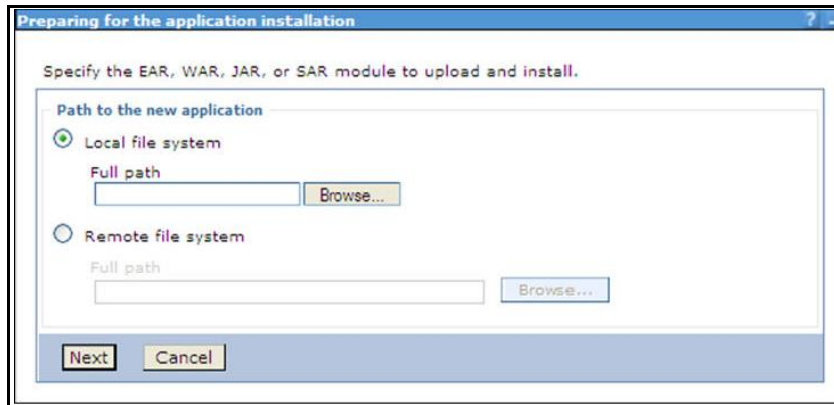 Preparing for the application installation ? -
Specify the EAR, WAR, JAR, or SAR module to upload and install.
Path to the new application
Local file system
Full path
Browse...
Remote file system
Full path
Browse...
Next Cancel